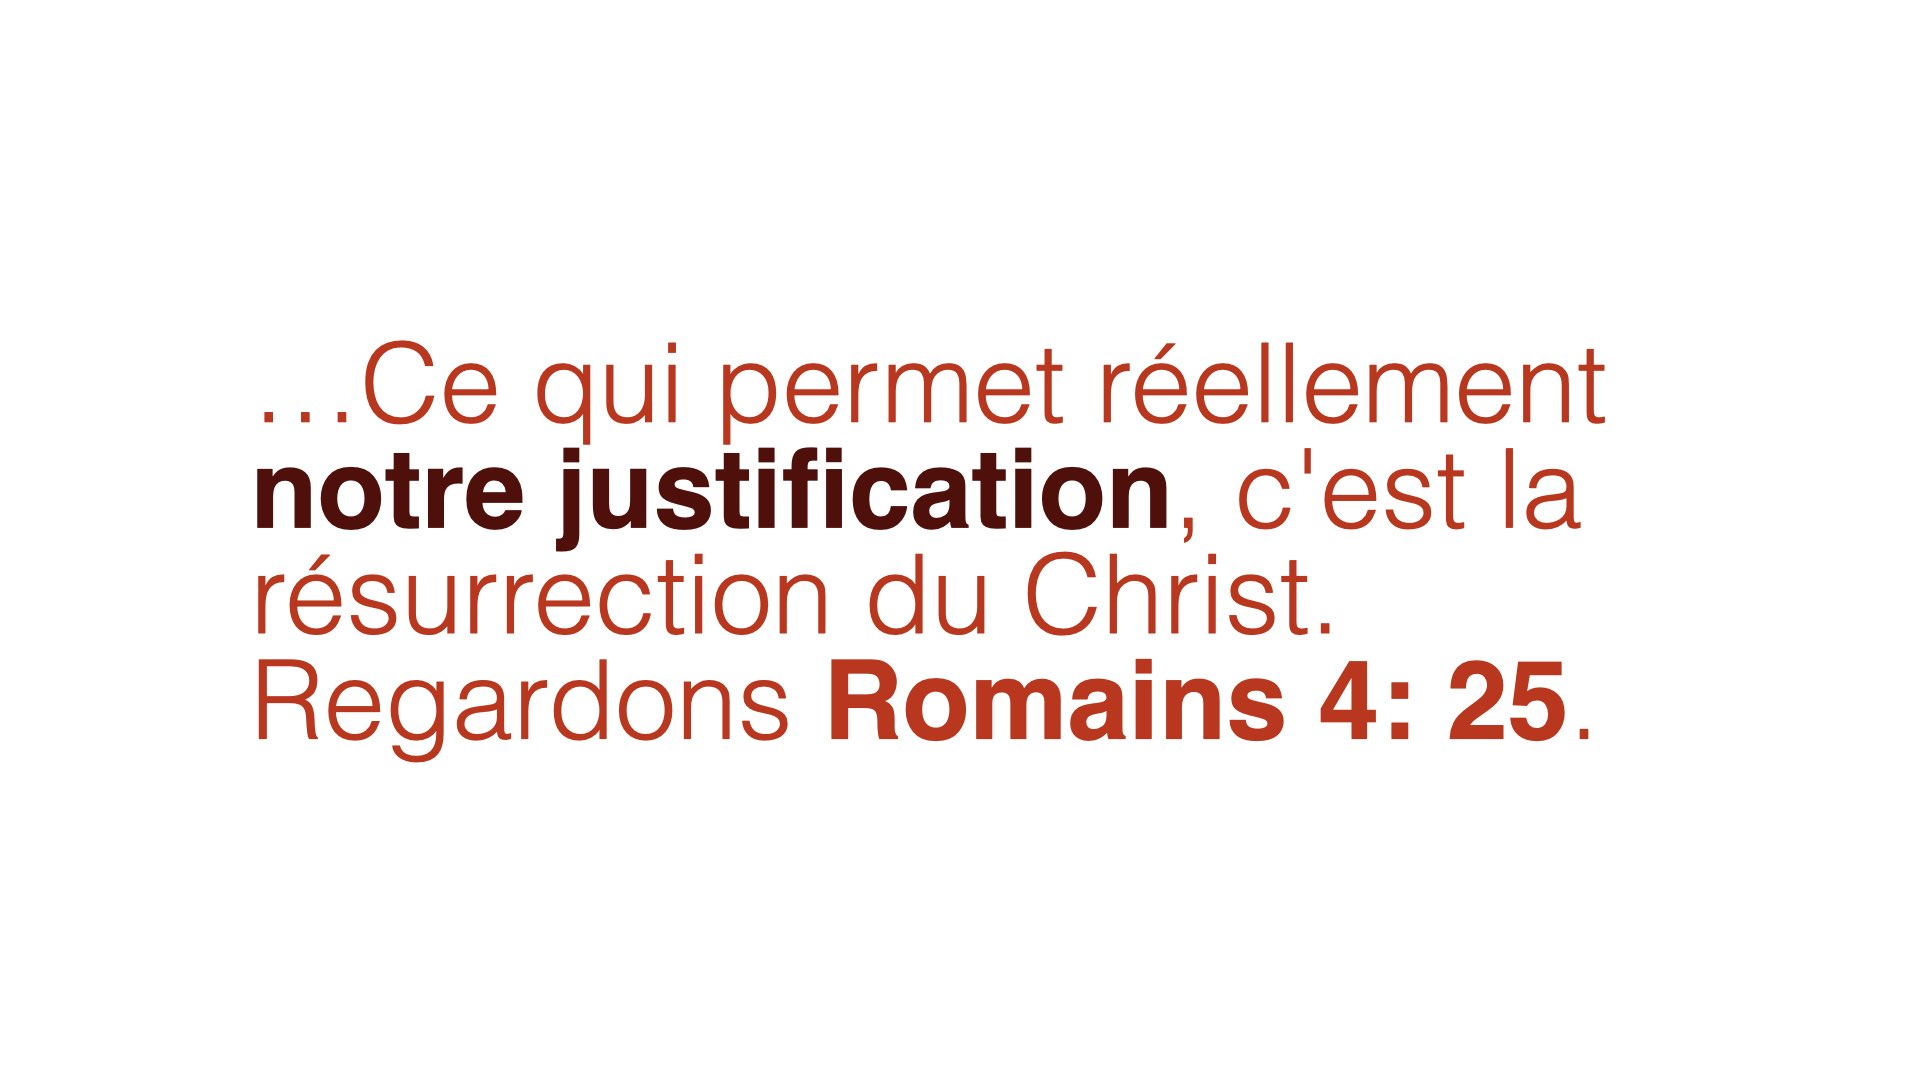 …Ce qui permet réellement
notre justification, c'est la
résurrection du Christ.
Regardons Romains 4: 25.